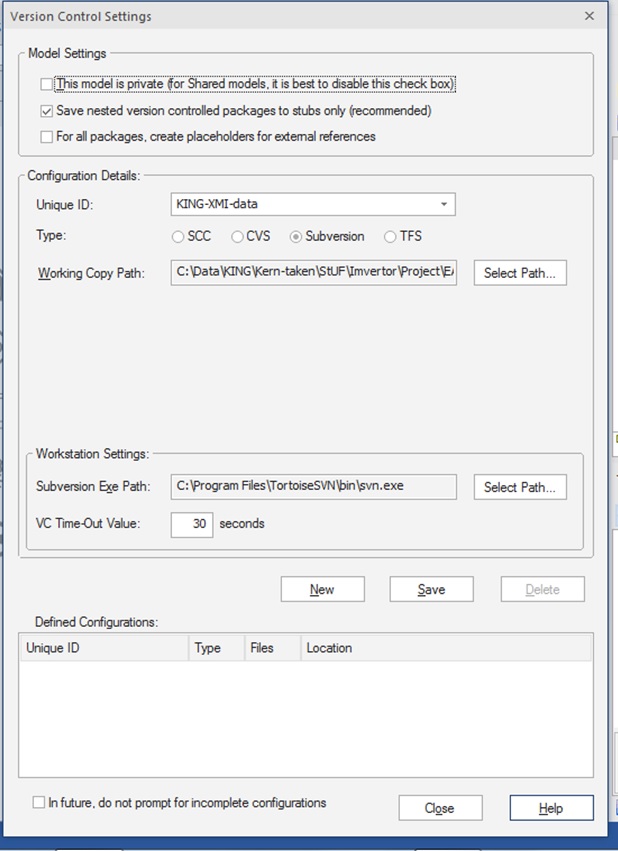 Version Control Settings
Model Settings
This model is private (for Shared models, it is best to disable this check box)
Save nested version controlled packages to stubs only (recommended)
For all packages, create placeholders for external references
Configuration Details:
Unique ID: KING-XMI-data
Type: SCC CVS Subversion TFS
Working Copy Path: C:\Data\KING\Kern-taken\StUF\Imvertor\Project\EA Select Path...
Workstation Settings:
Subversion Exe Path: C:\Program Files\TortoiseSVN\bin\svn.exe Select Path...
VC Time-Out Value: 30 seconds
New Save Delete
Defined Configurations:
Unique ID Type Files Location
In future, do not prompt for incomplete configurations
Close Help